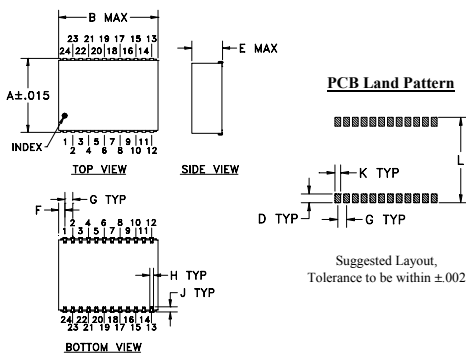 B MAX
23 21 19 17 15 13
24 22 20 18 16 14
E MAX
A±.015
INDEX
1 3 5 7 9 11
2 4 6 8 10 12
TOP VIEW
SIDE VIEW
PCB Land Pattern
K TYP
L
D TYP
G TYP
Suggested Layout,
Tolerance to be within ±.002
G TYP
F
2 4 6 8 10 12
1 3 5 7 9 11
H TYP
J TYP
24 22 20 18 16 14
23 21 19 17 15 13
BOTTOM VIEW